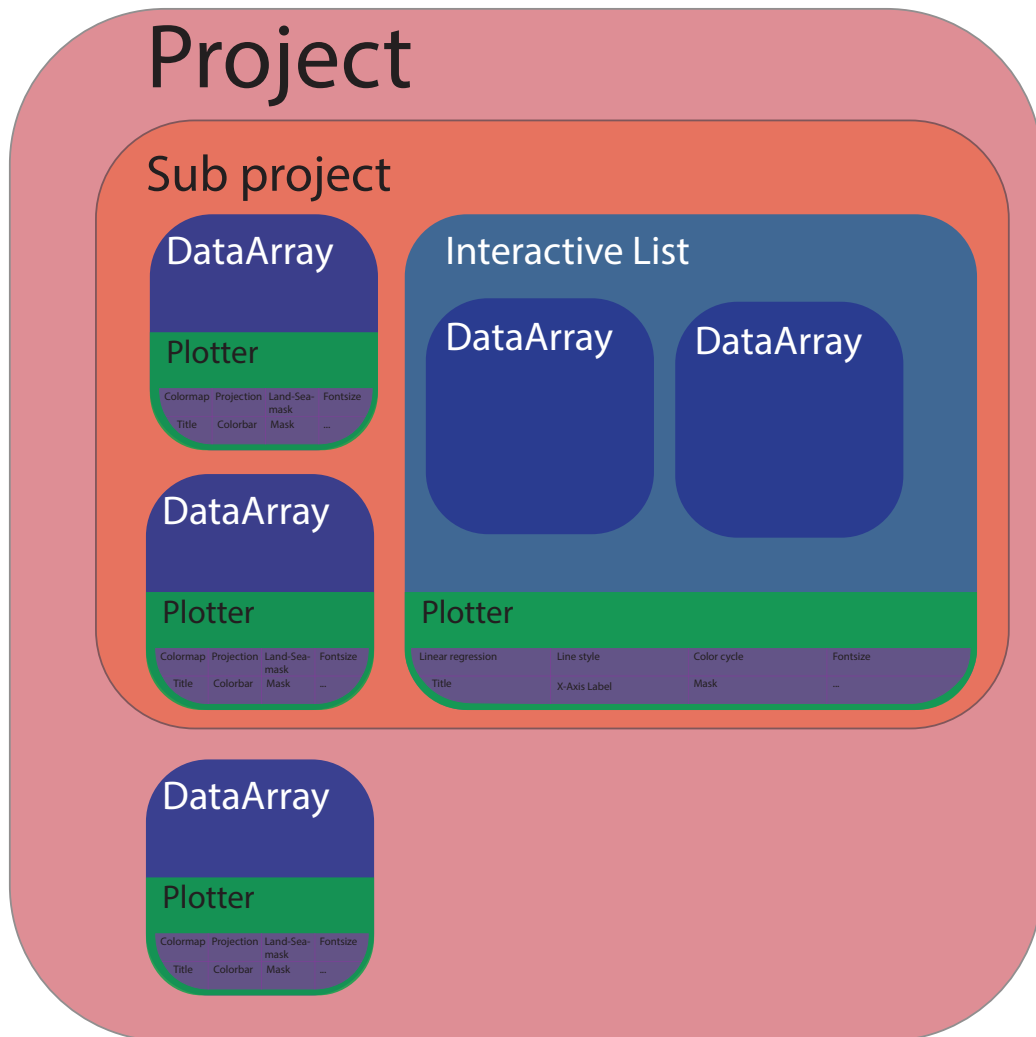 Project
Sub project
DataArray
Plotter
Colormap Projection Land-Sea- Fontsize
mask
Title Colorbar Mask ...
DataArray
Plotter
Colormap Projection Land-Sea- Fontsize
mask
Title Colorbar Mask ...
Interactive List
DataArray DataArray
Plotter
Linear regression Line style Color cycle Fontsize
Title X-Axis Label Mask ...
DataArray
Plotter
Colormap Projection Land-Sea- Fontsize
mask
Title Colorbar Mask ...